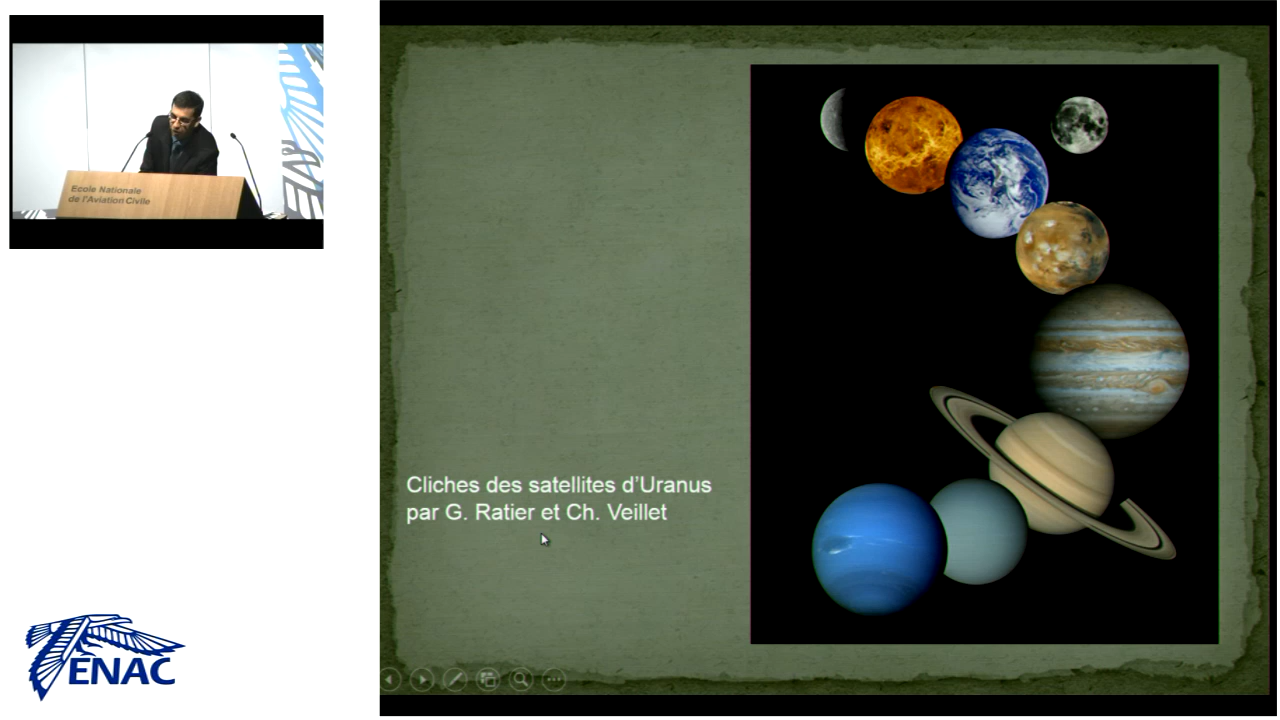 Ecole Nationale
de l'Aviation Civile
Cliches des satellites d'Uranus
par G. Ratier et Ch. Veillet
ENAC